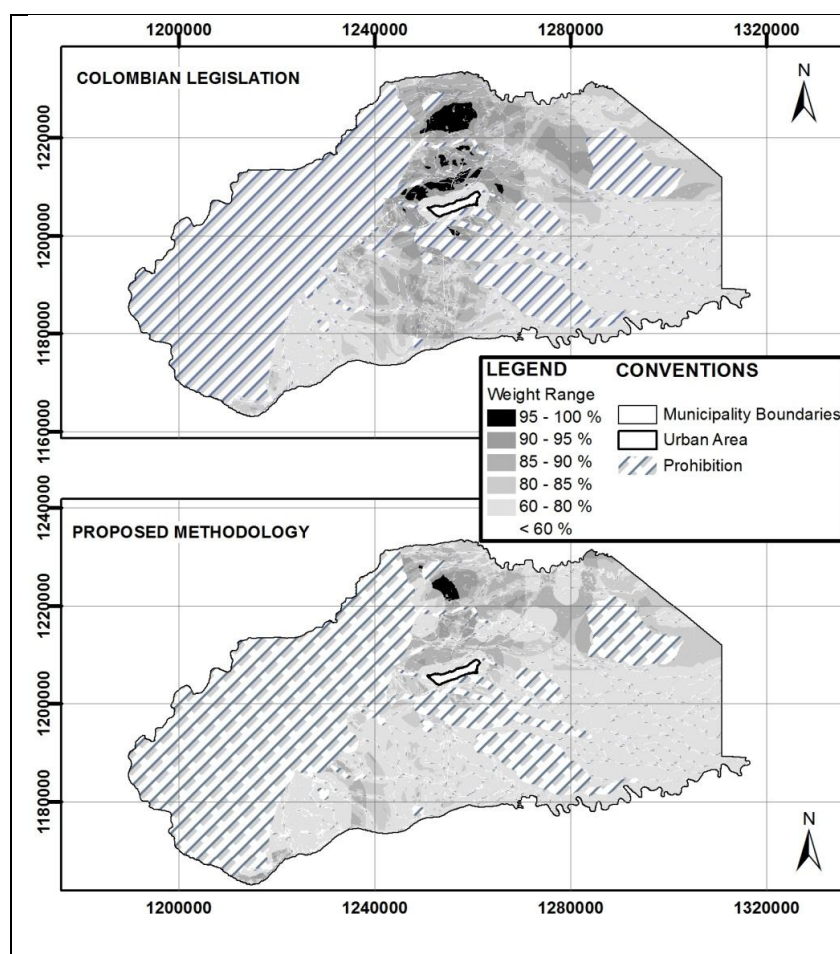 1200000 1240000 1280000 1320000
COLOMBIAN LEGISLATION
N
1220000
1200000
1180000
1160000
LEGEND CONVENTIONS
Weight Range
95 - 100 % Municipality Boundaries
90 - 95 % Urban Area
85 - 90 % Prohibition
80 - 85 %
60 - 80 %
< 60 %
1240000
PROPOSED METHODOLOGY
1220000
1200000
1180000
N
1200000 1240000 1280000 1320000